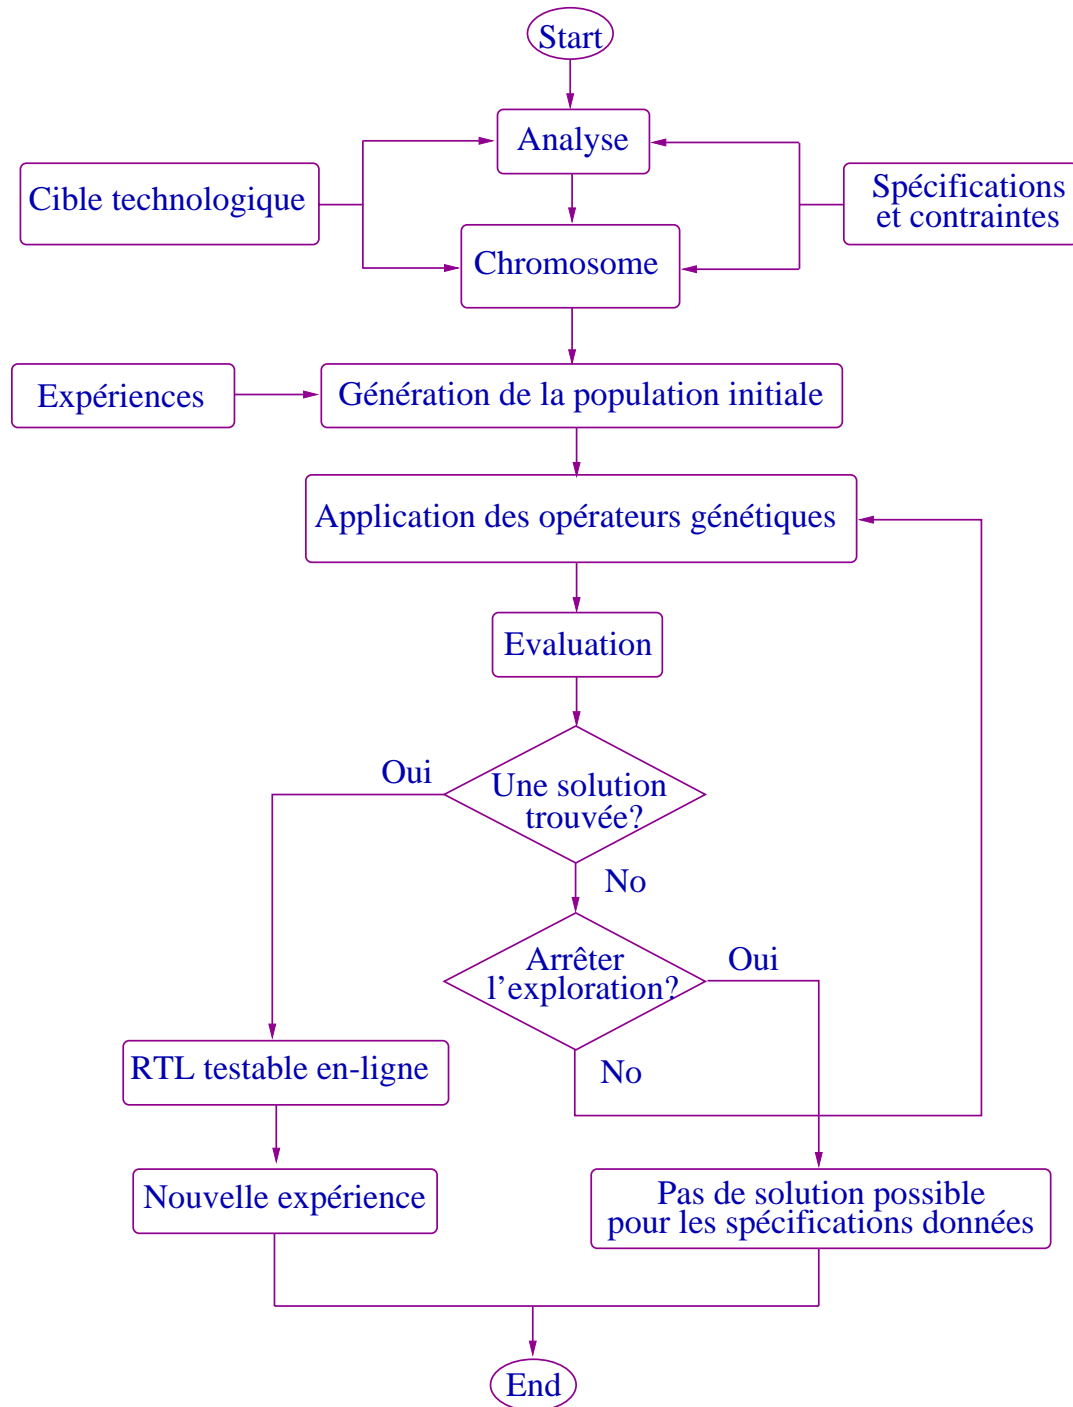 Start
Analyse
Cible technologique
Spécifications
et contraintes
Chromosome
Expériences
Génération de la population initiale
Application des opérateurs génétiques
Evaluation
Oui
Une solution
trouvée?
No
Arrêter
l'exploration?
Oui
RTL testable en-ligne
No
Nouvelle expérience
Pas de solution possible
pour les spécifications données
End